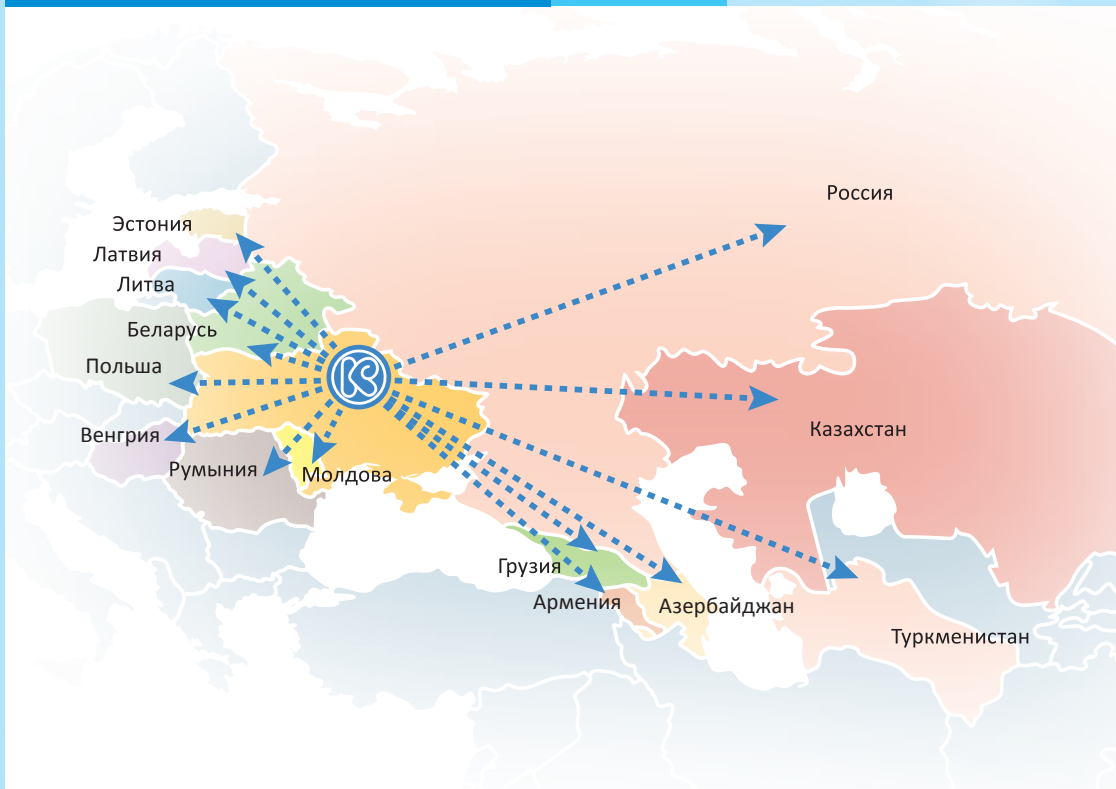 Россия
Эстония
Латвия
Литва
Беларусь
Польша
Казахстан
Венгрия
Румыния
Молдова
Грузия
Армения
Азербайджан
Туркменистан